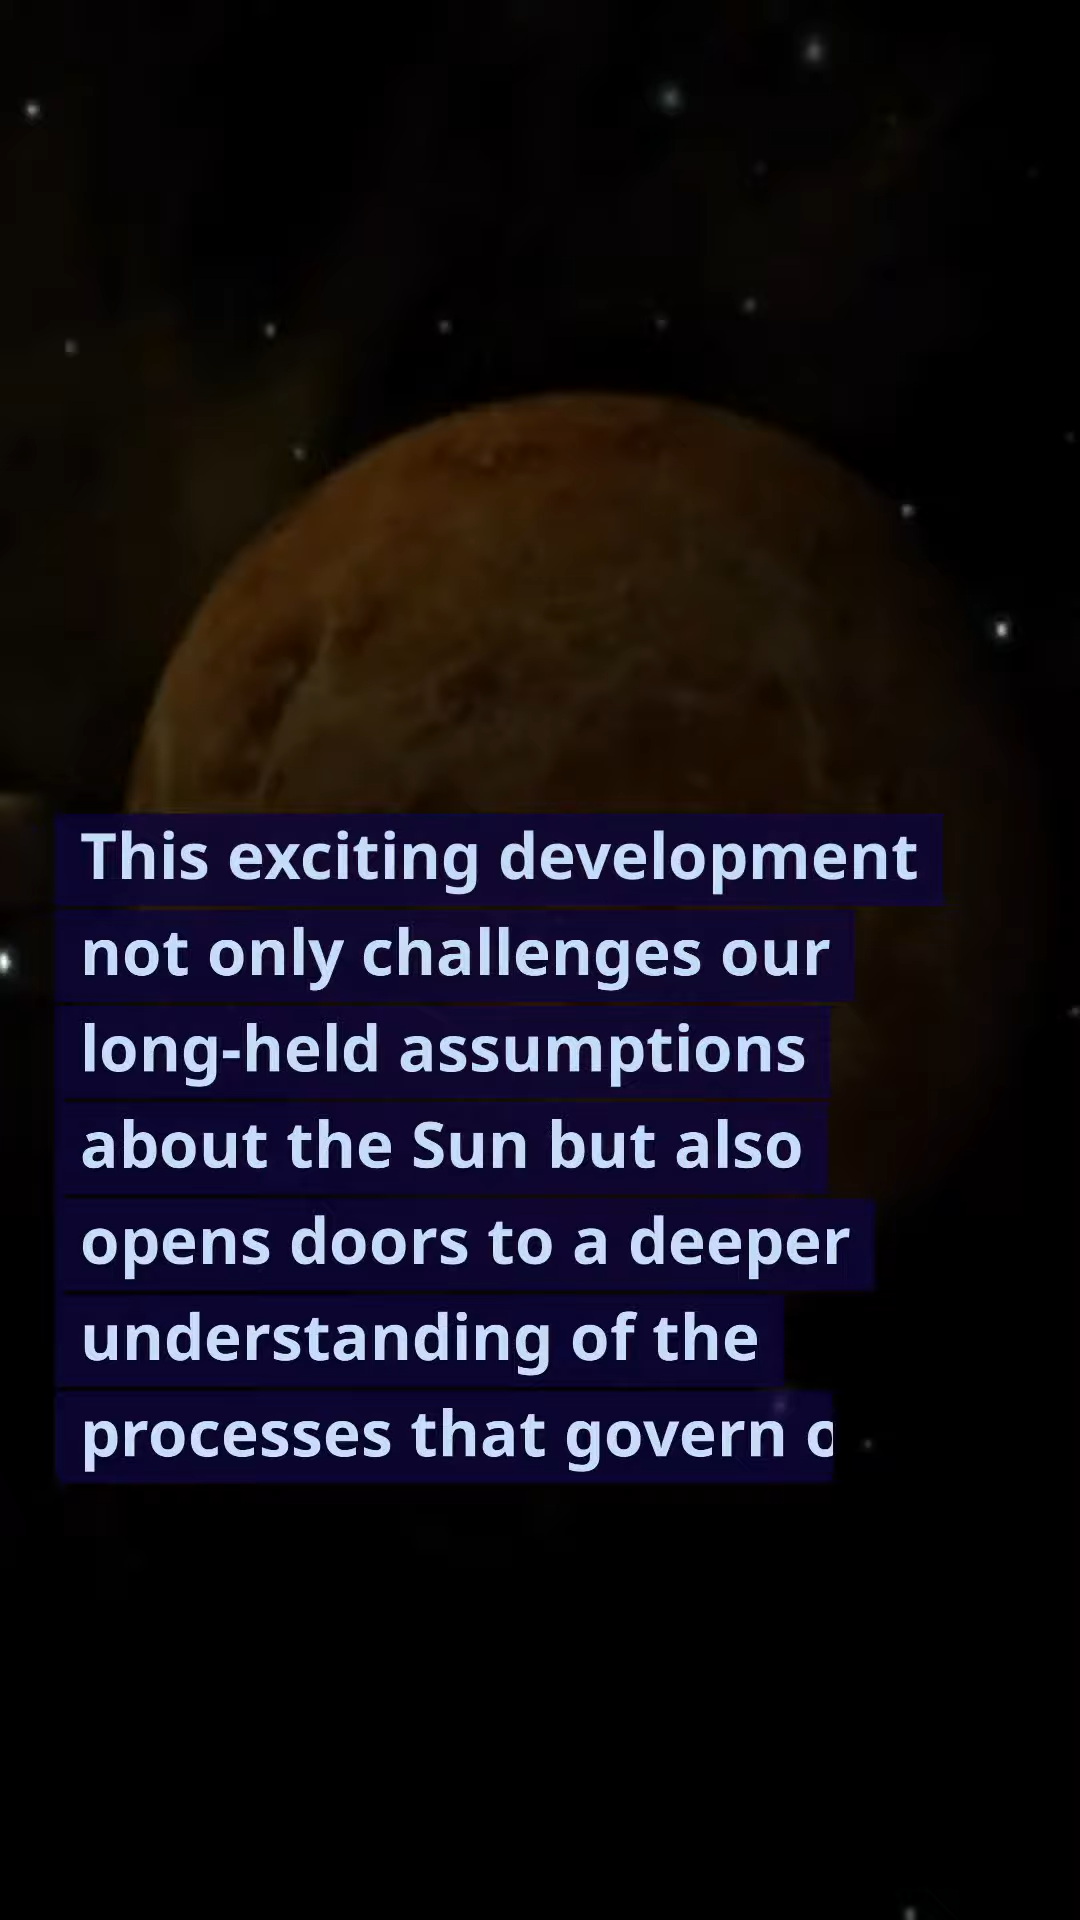 This exciting development
not only challenges our
long-held assumptions
about the Sun but also
opens doors to a deeper
understanding of the
processes that govern